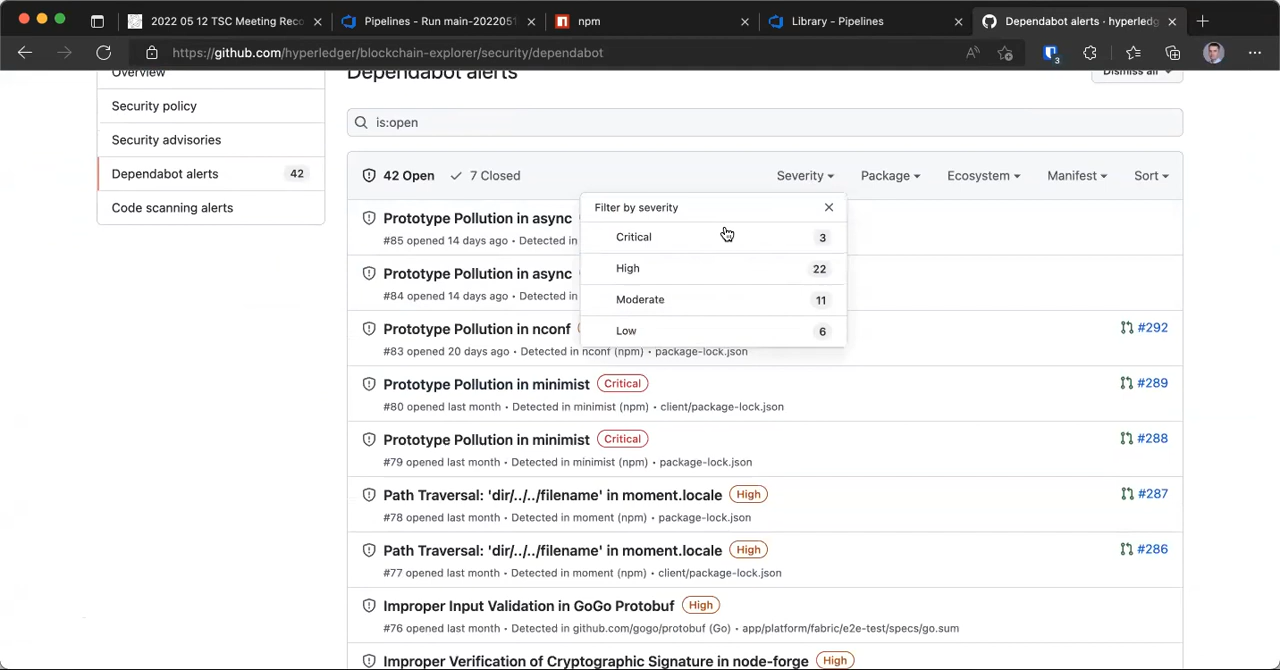 2022 05 12 TSC Meeting Reco
Pipelines - Run main-2022051
npm
Library - Pipelines
Dependabot alerts · hyperledg
https://github.com/hyperledger/blockchain-explorer/security/dependabot
3
Overview
Security policy
Security advisories
Dependabot alerts 42
Code scanning alerts
Dependabot alerts
Dismiss all
is:open
42 Open
7 Closed
Severity
Package
Ecosystem
Manifest
Sort
Filter by severity
Critical 3
High 22
Moderate 11
Low 6
Prototype Pollution in async
#85 opened 14 days ago • Detected in
Prototype Pollution in async
#84 opened 14 days ago • Detected in
Prototype Pollution in nconf
#292
#83 opened 20 days ago • Detected in nconf (npm) • package-lock.json
Prototype Pollution in minimist Critical
#289
#80 opened last month • Detected in minimist (npm) • client/package-lock.json
Prototype Pollution in minimist Critical
#288
#79 opened last month • Detected in minimist (npm) • package-lock.json
Path Traversal: 'dir/../../filename' in moment.locale High
#287
#78 opened last month • Detected in moment (npm) • package-lock.json
Path Traversal: 'dir/../../filename' in moment.locale High
#286
#77 opened last month • Detected in moment (npm) • client/package-lock.json
Improper Input Validation in GoGo Protobuf High
#76 opened last month • Detected in github.com/gogo/protobuf (Go) • app/platform/fabric/e2e-test/specs/go.sum
Improper Verification of Cryptographic Signature in node-forge High